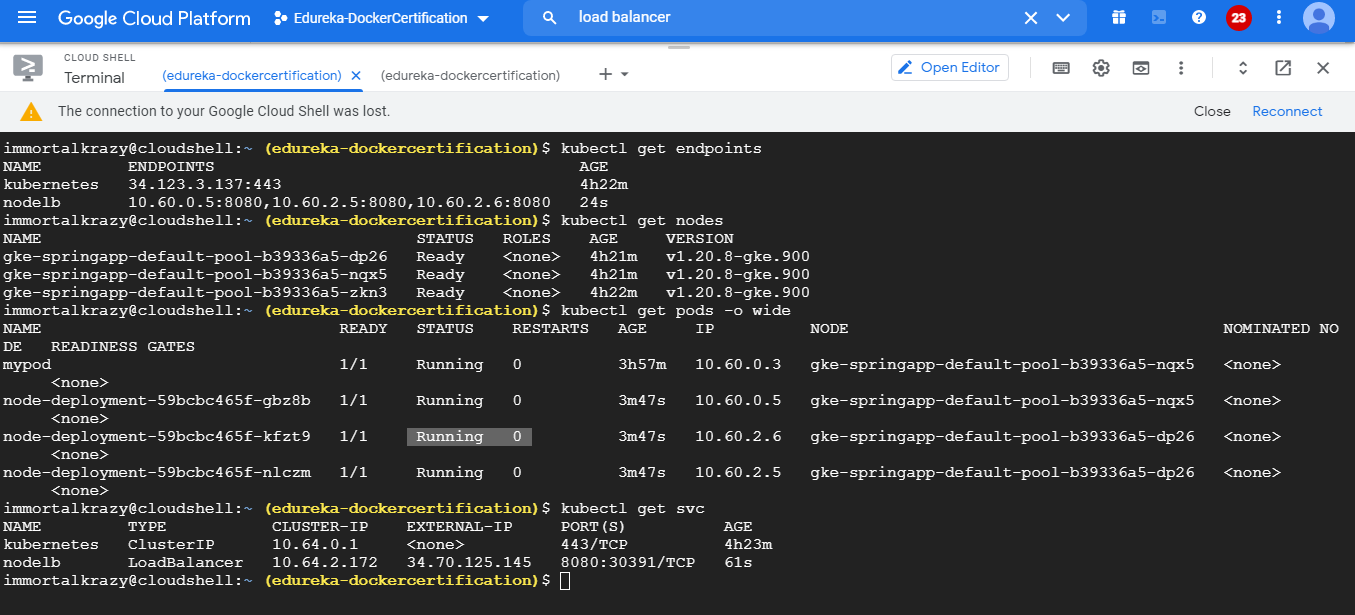 Google Cloud Platform Edureka-DockerCertification load balancer 23
CLOUD SHELL
Terminal (edureka-dockercertification) (edureka-dockercertification) Open Editor
The connection to your Google Cloud Shell was lost. Close Reconnect
immortalkrazy@cloudshell:~ (edureka-dockercertification)$ kubectl get endpoints
NAME ENDPOINTS AGE
kubernetes 34.123.3.137:443 4h22m
nodelb 10.60.0.5:8080,10.60.2.5:8080,10.60.2.6:8080 24s
immortalkrazy@cloudshell:~ (edureka-dockercertification)$ kubectl get nodes
NAME STATUS ROLES AGE VERSION
gke-springapp-default-pool-b39336a5-dp26 Ready <none> 4h21m v1.20.8-gke.900
gke-springapp-default-pool-b39336a5-nqx5 Ready <none> 4h21m v1.20.8-gke.900
gke-springapp-default-pool-b39336a5-zkn3 Ready <none> 4h22m v1.20.8-gke.900
immortalkrazy@cloudshell:~ (edureka-dockercertification)$ kubectl get pods -o wide
NAME READY STATUS RESTARTS AGE IP NODE NOMINATED NO
DE READINESS GATES
mypod 1/1 Running 0 3h57m 10.60.0.3 gke-springapp-default-pool-b39336a5-nqx5 <none>
<none>
node-deployment-59bcbc465f-gbz8b 1/1 Running 0 3m47s 10.60.0.5 gke-springapp-default-pool-b39336a5-nqx5 <none>
<none>
node-deployment-59bcbc465f-kfzt9 1/1 Running 0 3m47s 10.60.2.6 gke-springapp-default-pool-b39336a5-dp26 <none>
<none>
node-deployment-59bcbc465f-nlczm 1/1 Running 0 3m47s 10.60.2.5 gke-springapp-default-pool-b39336a5-dp26 <none>
<none>
immortalkrazy@cloudshell:~ (edureka-dockercertification)$ kubectl get svc
NAME TYPE CLUSTER-IP EXTERNAL-IP PORT(S) AGE
kubernetes ClusterIP 10.64.0.1 <none> 443/TCP 4h23m
nodelb LoadBalancer 10.64.2.172 34.70.125.145 8080:30391/TCP 61s
immortalkrazy@cloudshell:~ (edureka-dockercertification)$